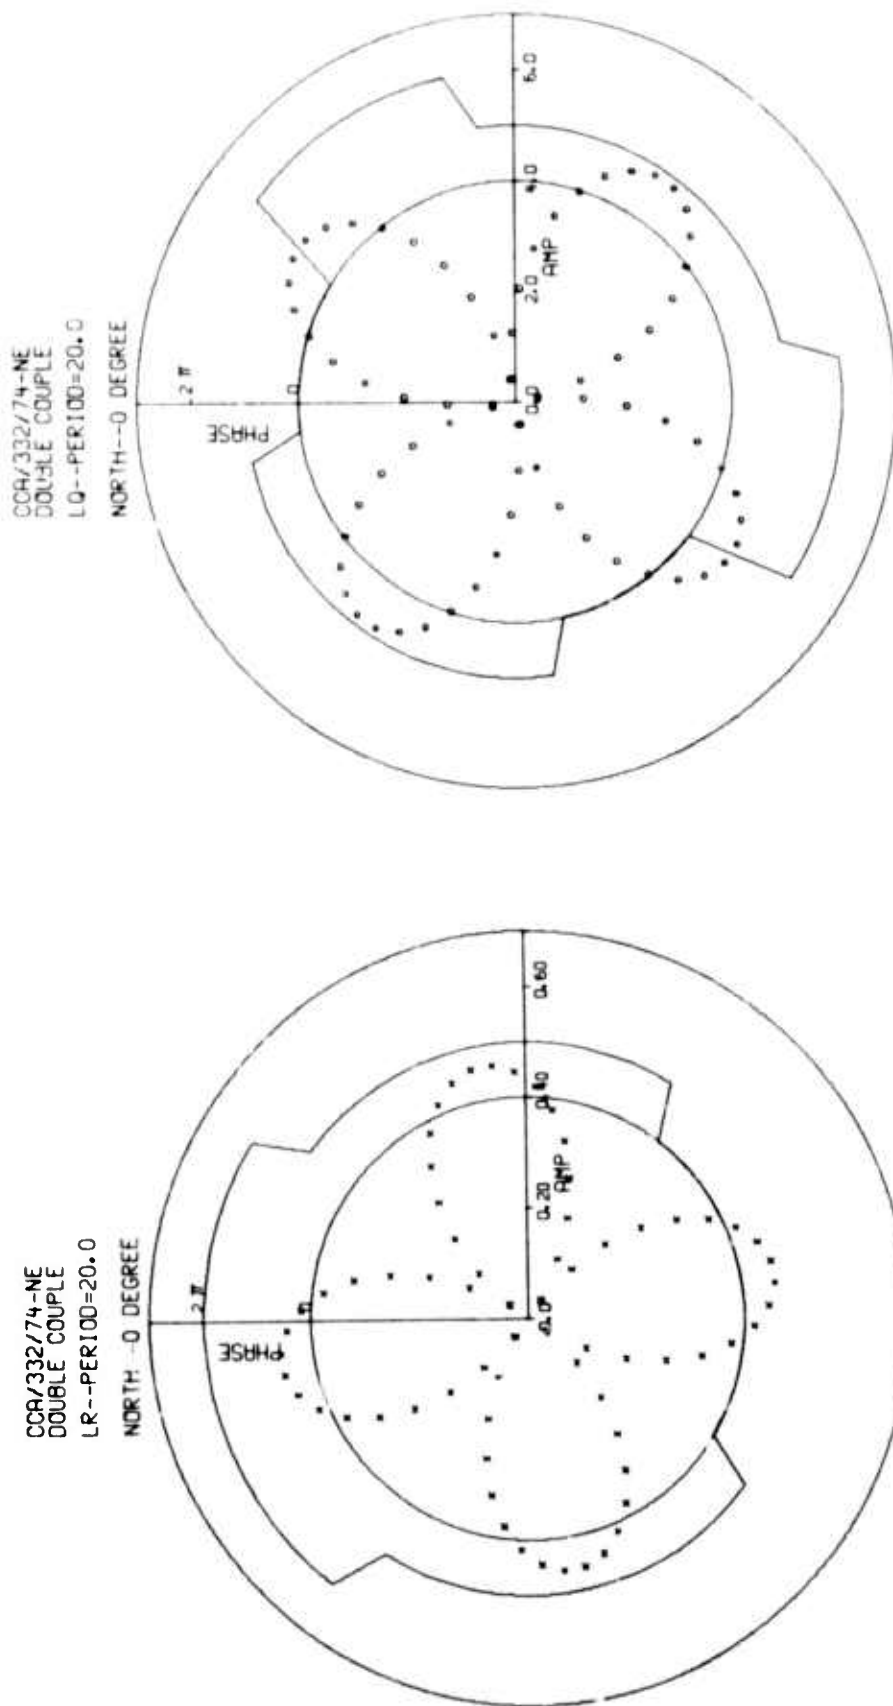 CCA/332/74-NE
DOUBLE COUPLE
LQ--PERIOD=20.0
NORTH--0 DEGREE
2 π
PHASE
0
0.0
2.0
4.0
6.0
AMP
CCA/332/74-NE
DOUBLE COUPLE
LR--PERIOD=20.0
NORTH--0 DEGREE
2 π
PHASE
0.20
0.40
0.60
AMP